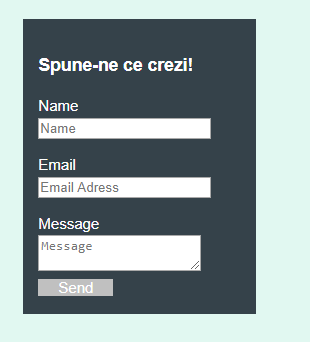 Spune-ne ce crezi!
Name
Name
Email
Email Adress
Message
Message
Send